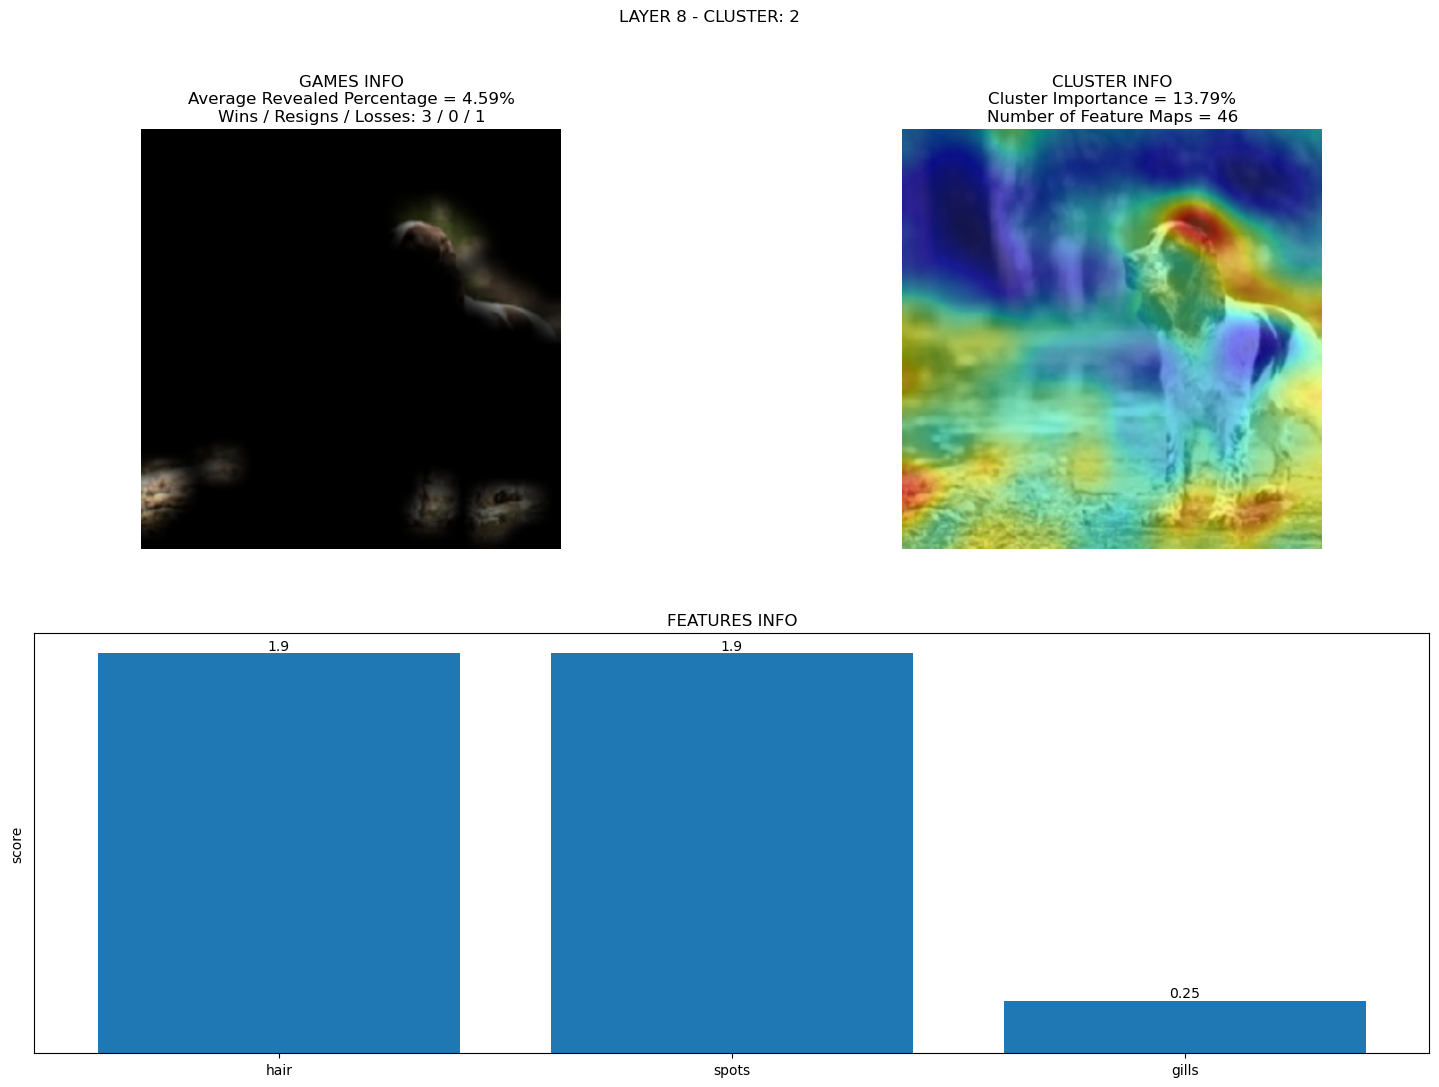 LAYER 8 - CLUSTER: 2
GAMES INFO
Average Revealed Percentage = 4.59%
Wins / Resigns / Losses: 3 / 0 / 1
CLUSTER INFO
Cluster Importance = 13.79%
Number of Feature Maps = 46
FEATURES INFO
1.9
1.9
0.25
score
hair
spots
gills